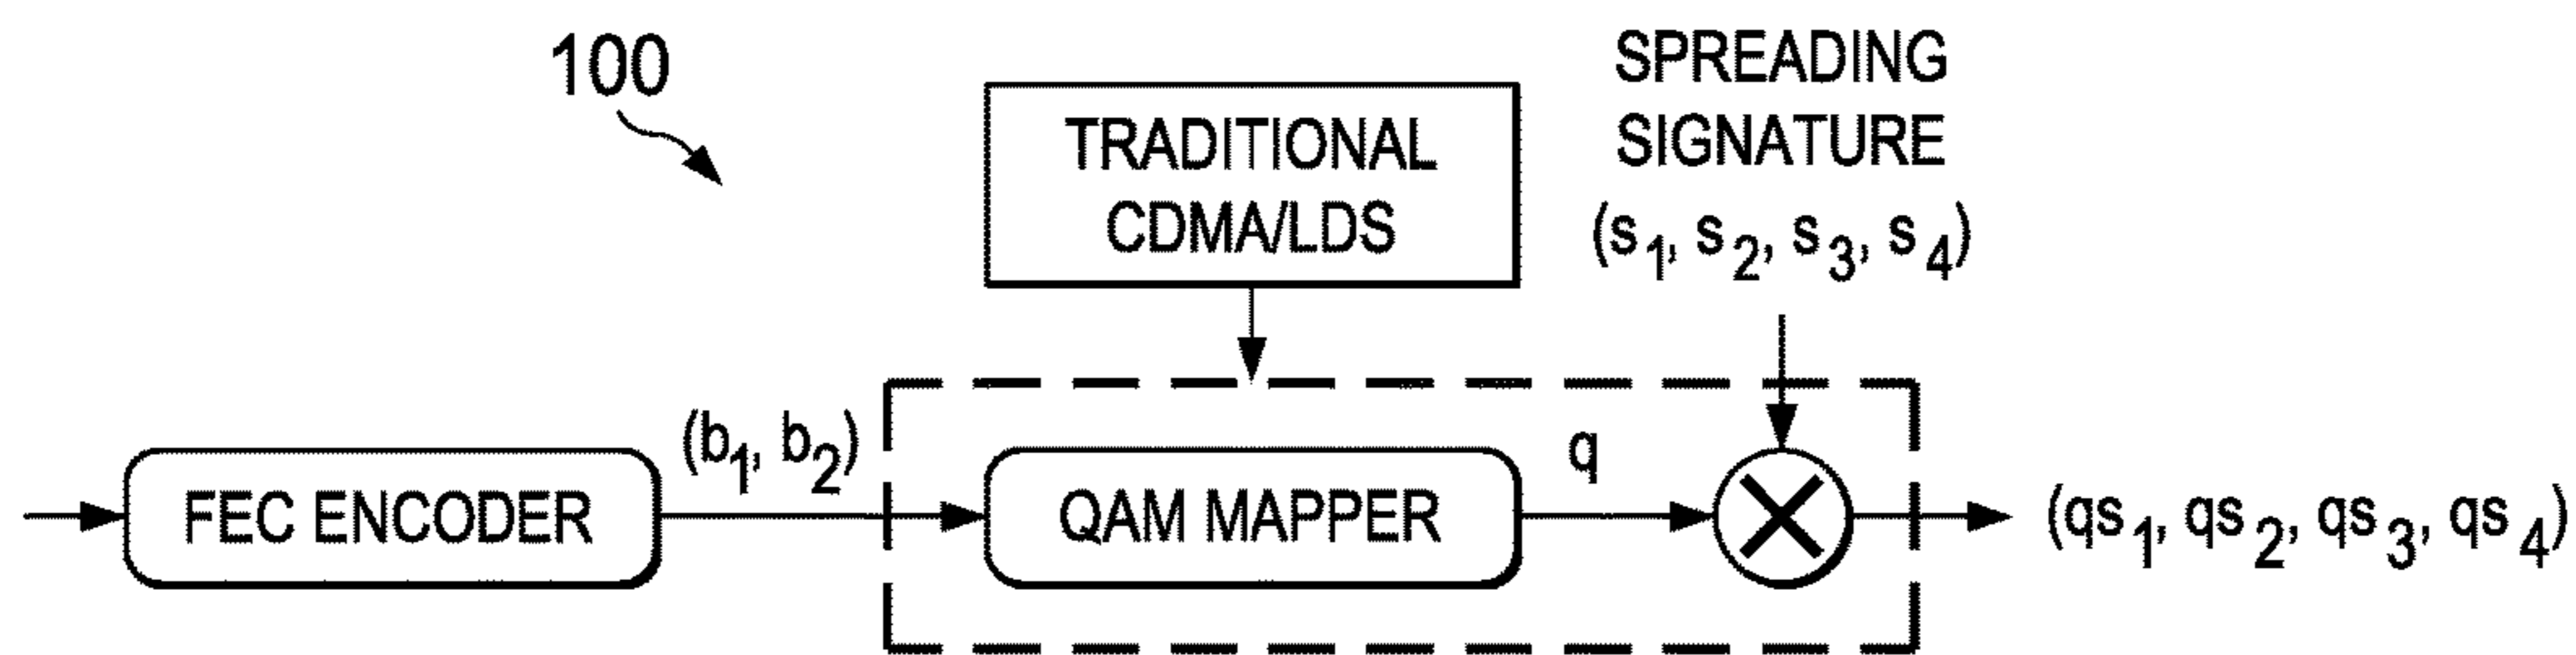 100
TRADITIONAL
CDMA/LDS
SPREADING
SIGNATURE
(s1, s2, s3, s4)
FEC ENCODER
(b1, b2)
QAM MAPPER
q
(qs1, qs2, qs3, qs4)